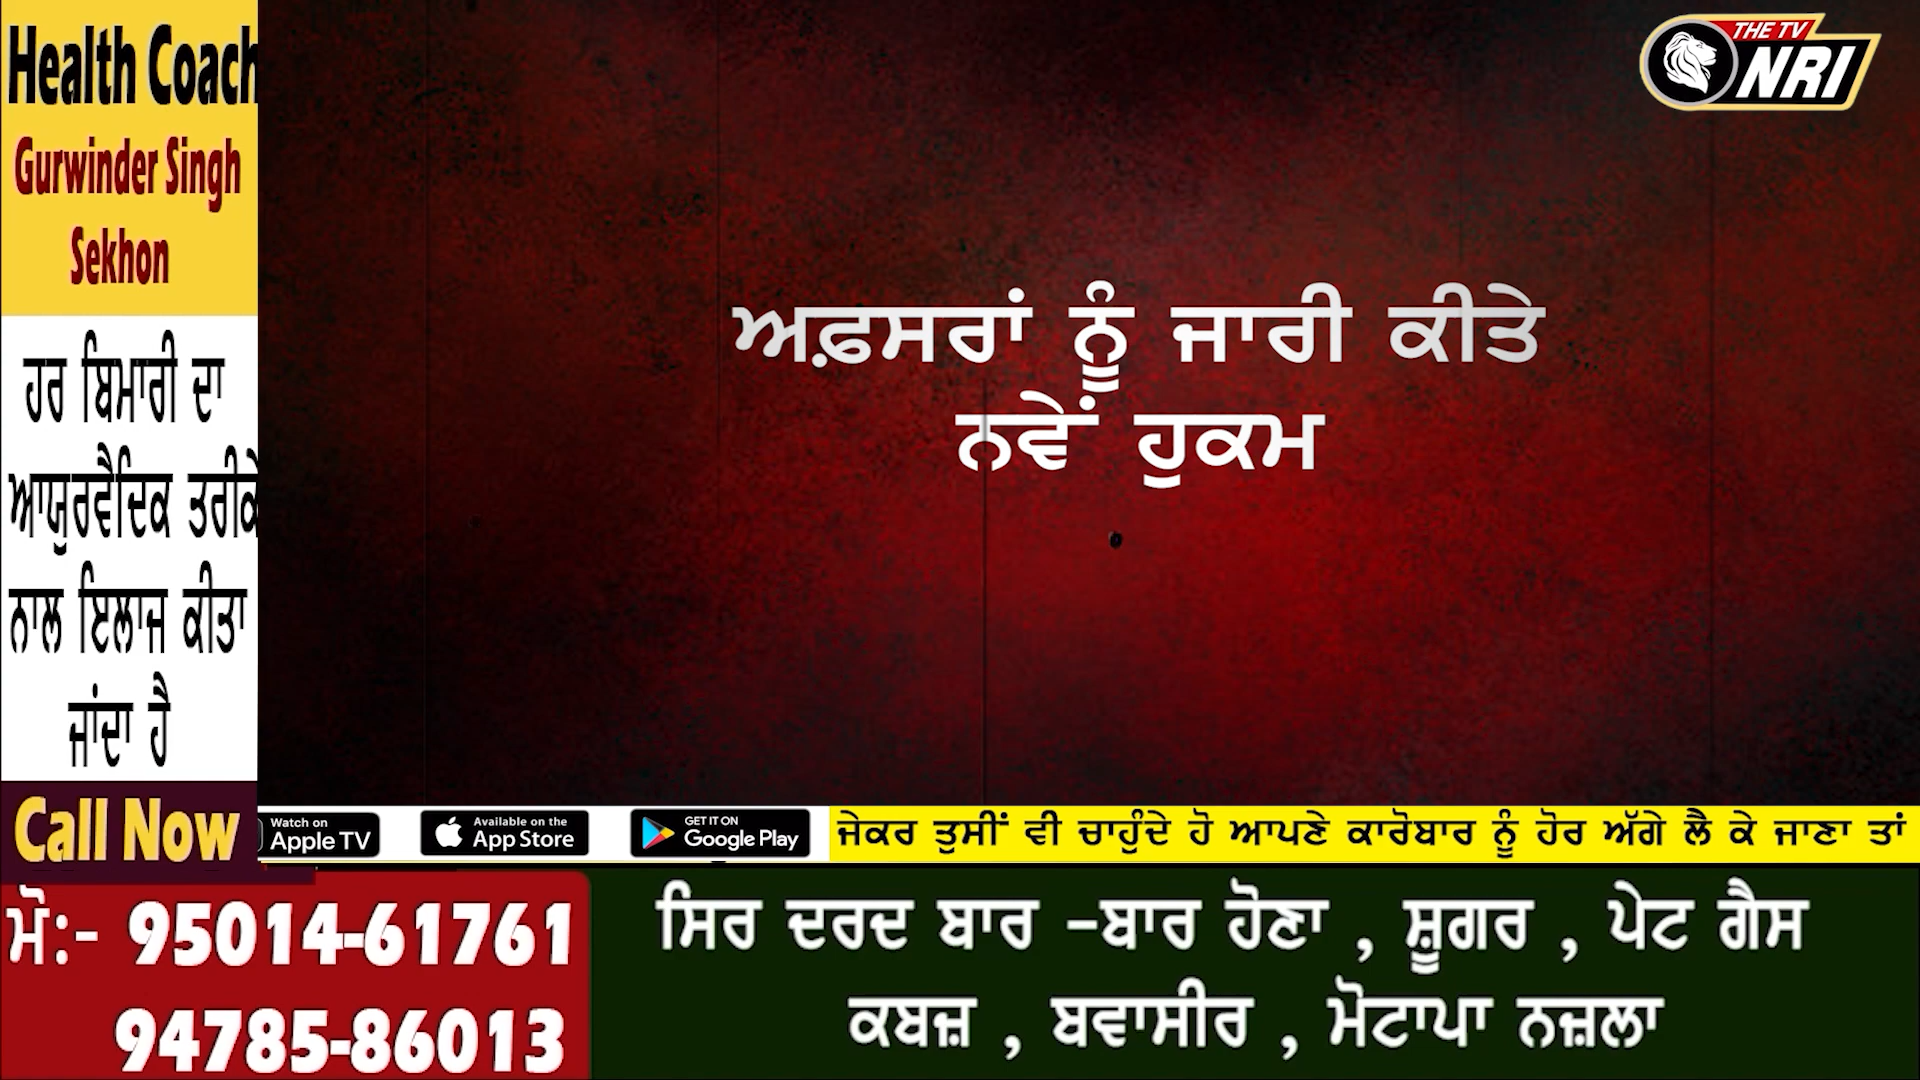 Health Coach
Gurwinder Singh
Sekhon
ਹਰ ਬਿਮਾਰੀ ਦਾ
ਆਯੁਰਵੈਦਿਕ ਤਰੀਕੇ
ਨਾਲ ਇਲਾਜ ਕੀਤਾ
ਜਾਂਦਾ ਹੈ
Call Now
ਮੋ:- 95014-61761
94785-86013
THE TV
NRI
ਅਫ਼ਸਰਾਂ ਨੂੰ ਜਾਰੀ ਕੀਤੇ
ਨਵੇਂ ਹੁਕਮ
Watch on
Apple TV
Available on the
App Store
GET IT ON
Google Play
ਜੇਕਰ ਤੁਸੀਂ ਵੀ ਚਾਹੁੰਦੇ ਹੋ ਆਪਣੇ ਕਾਰੋਬਾਰ ਨੂੰ ਹੋਰ ਅੱਗੇ ਲੈ ਕੇ ਜਾਣਾ ਤਾਂ
ਸਿਰ ਦਰਦ ਬਾਰ -ਬਾਰ ਹੋਣਾ , ਸ਼ੂਗਰ , ਪੇਟ ਗੈਸ
ਕਬਜ਼ , ਬਵਾਸੀਰ , ਮੋਟਾਪਾ ਨਜ਼ਲਾ